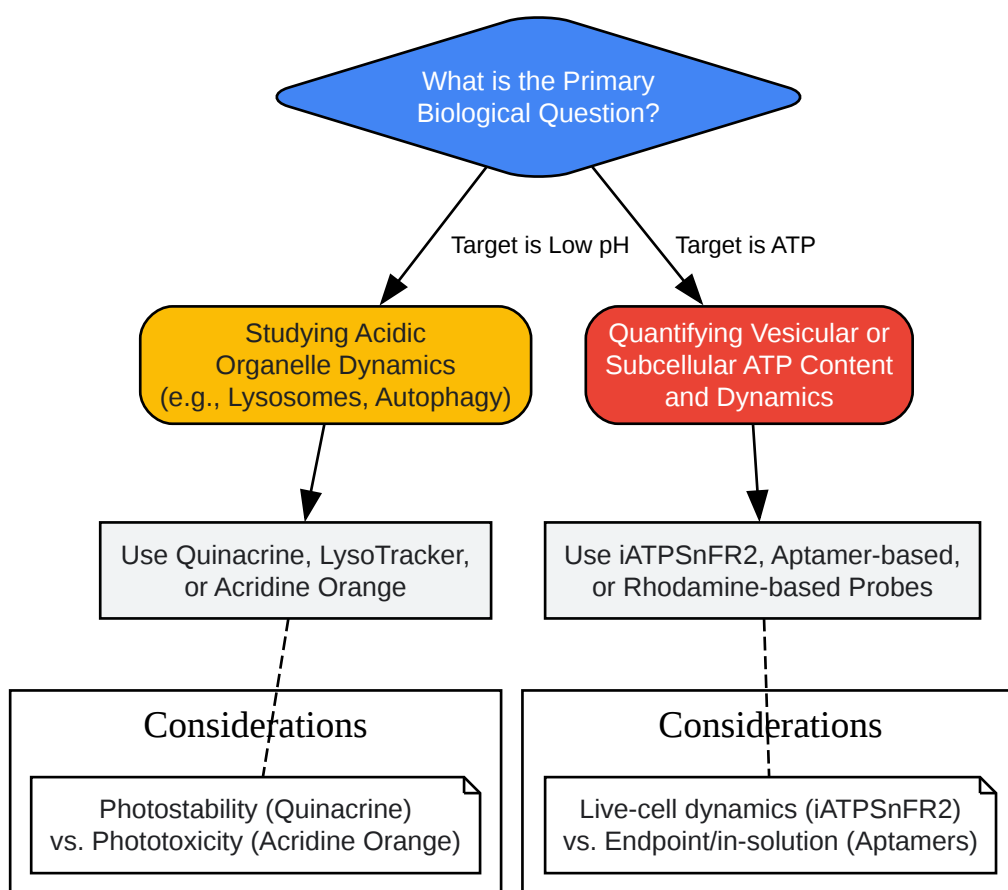 What is the Primary
Biological Question?
Target is Low pH
Target is ATP
Studying Acidic
Organelle Dynamics
(e.g., Lysosomes, Autophagy)
Quantifying Vesicular or
Subcellular ATP Content
and Dynamics
Use Quinacrine, LysoTracker,
or Acridine Orange
Use iATPSnFR2, Aptamer-based,
or Rhodamine-based Probes
Considerations
Photostability (Quinacrine)
vs. Phototoxicity (Acridine Orange)
Considerations
Live-cell dynamics (iATPSnFR2)
vs. Endpoint/in-solution (Aptamers)